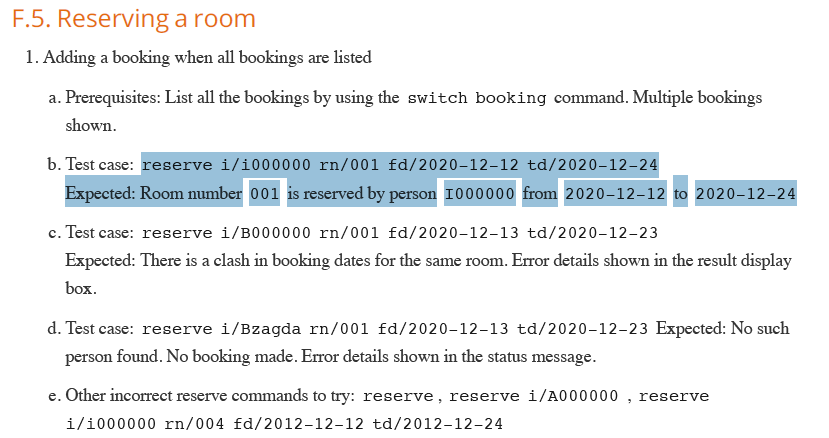 F.5. Reserving a room
1. Adding a booking when all bookings are listed
a. Prerequisites: List all the bookings by using the switch booking command. Multiple bookings
shown.
b. Test case: reserve i/i000000 rn/001 fd/2020-12-12 td/2020-12-24
Expected: Room number 001 is reserved by person I000000 from 2020-12-12 to 2020-12-24
c. Test case: reserve i/B000000 rn/001 fd/2020-12-13 td/2020-12-23
Expected: There is a clash in booking dates for the same room. Error details shown in the result display
box.
d. Test case: reserve i/Bzagda rn/001 fd/2020-12-13 td/2020-12-23 Expected: No such
person found. No booking made. Error details shown in the status message.
e. Other incorrect reserve commands to try: reserve, reserve i/A000000 , reserve
i/i000000 rn/004 fd/2012-12-12 td/2012-12-24